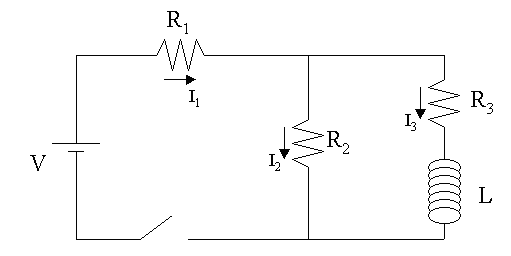 R₁
I₁
R₃
I₃
R₂
I₂
V
L